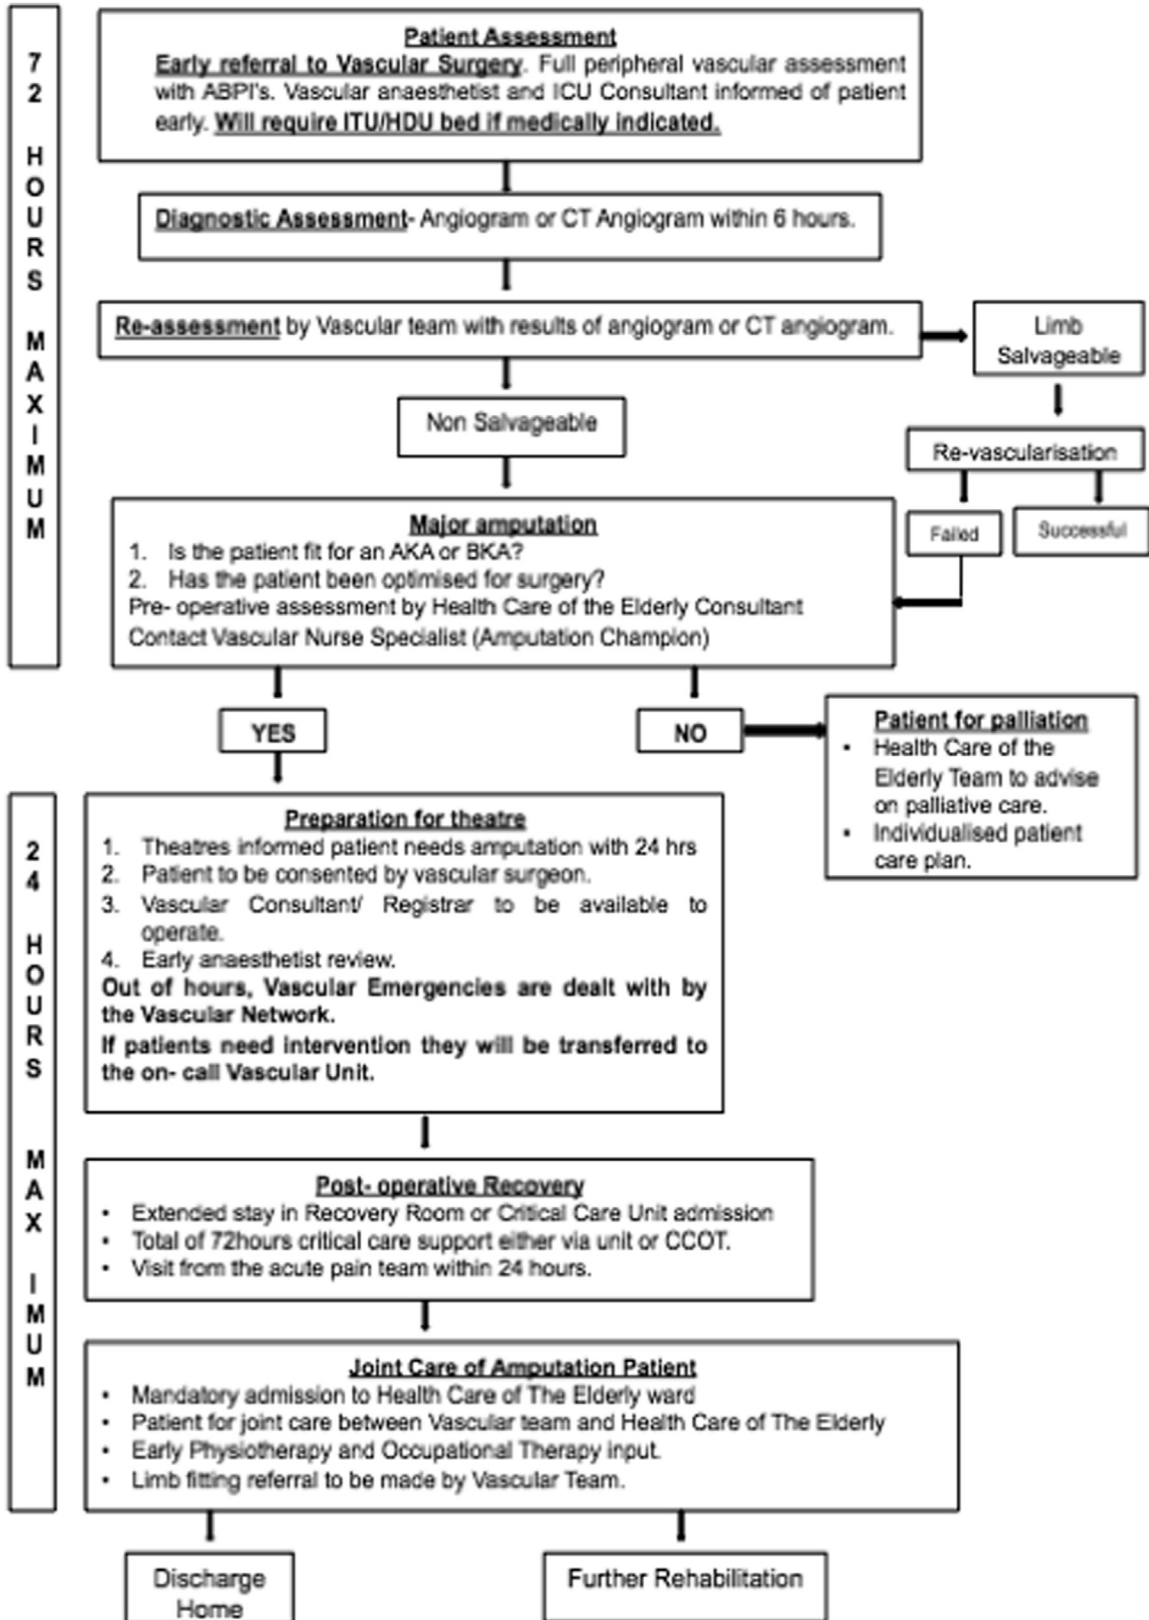 72 HOURS MAXIMUM
Patient Assessment
Early referral to Vascular Surgery. Full peripheral vascular assessment
with ABPI's. Vascular anaesthetist and ICU Consultant informed of patient
early. Will require ITU/HDU bed if medically indicated.
Diagnostic Assessment- Angiogram or CT Angiogram within 6 hours.
Re-assessment by Vascular team with results of angiogram or CT angiogram.
Limb
Salvageable
Non Salvageable
Re-vascularisation
Failed
Successful
Major amputation
1. Is the patient fit for an AKA or BKA?
2. Has the patient been optimised for surgery?
Pre- operative assessment by Health Care of the Elderly Consultant
Contact Vascular Nurse Specialist (Amputation Champion)
YES
NO
Patient for palliation
• Health Care of the
Elderly Team to advise
on palliative care.
• Individualised patient
care plan.
24 HOURS MAX IMUM
Preparation for theatre
1. Theatres informed patient needs amputation with 24 hrs
2. Patient to be consented by vascular surgeon.
3. Vascular Consultant/ Registrar to be available to
operate.
4. Early anaesthetist review.
Out of hours, Vascular Emergencies are dealt with by
the Vascular Network.
If patients need intervention they will be transferred to
the on- call Vascular Unit.
Post- operative Recovery
• Extended stay in Recovery Room or Critical Care Unit admission
• Total of 72hours critical care support either via unit or CCOT.
• Visit from the acute pain team within 24 hours.
Joint Care of Amputation Patient
• Mandatory admission to Health Care of The Elderly ward
• Patient for joint care between Vascular team and Health Care of The Elderly
• Early Physiotherapy and Occupational Therapy input.
• Limb fitting referral to be made by Vascular Team.
Discharge
Home
Further Rehabilitation